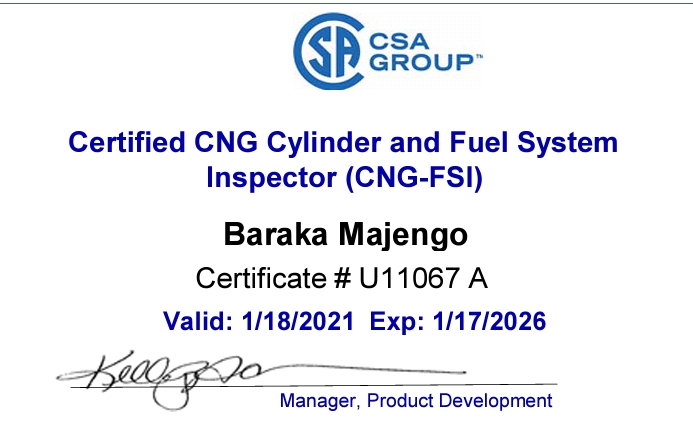 CSA
GROUP™
Certified CNG Cylinder and Fuel System
Inspector (CNG-FSI)
Baraka Majengo
Certificate # U11067 A
Valid: 1/18/2021 Exp: 1/17/2026
Manager, Product Development